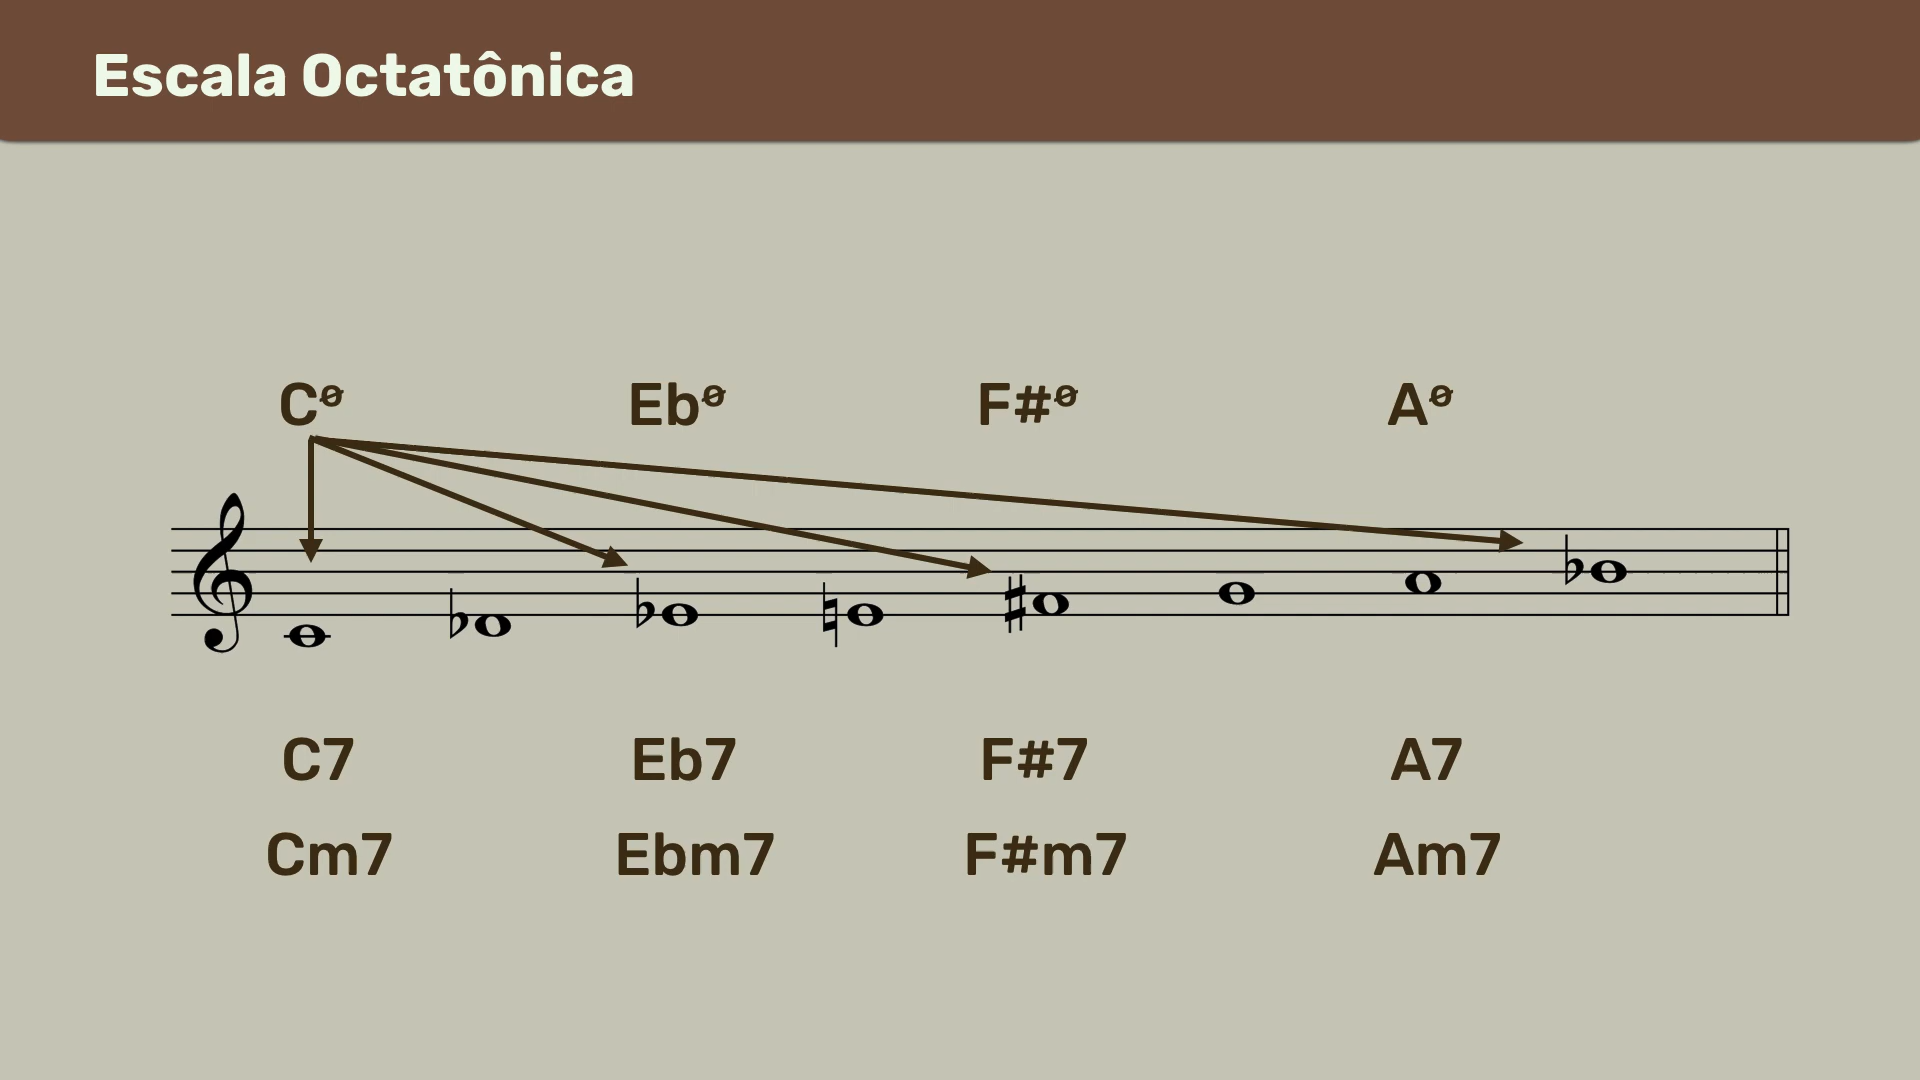 Escala Octatônica
Cø Ebø F#ø Aø
C7 Eb7 F#7 A7
Cm7 Ebm7 F#m7 Am7